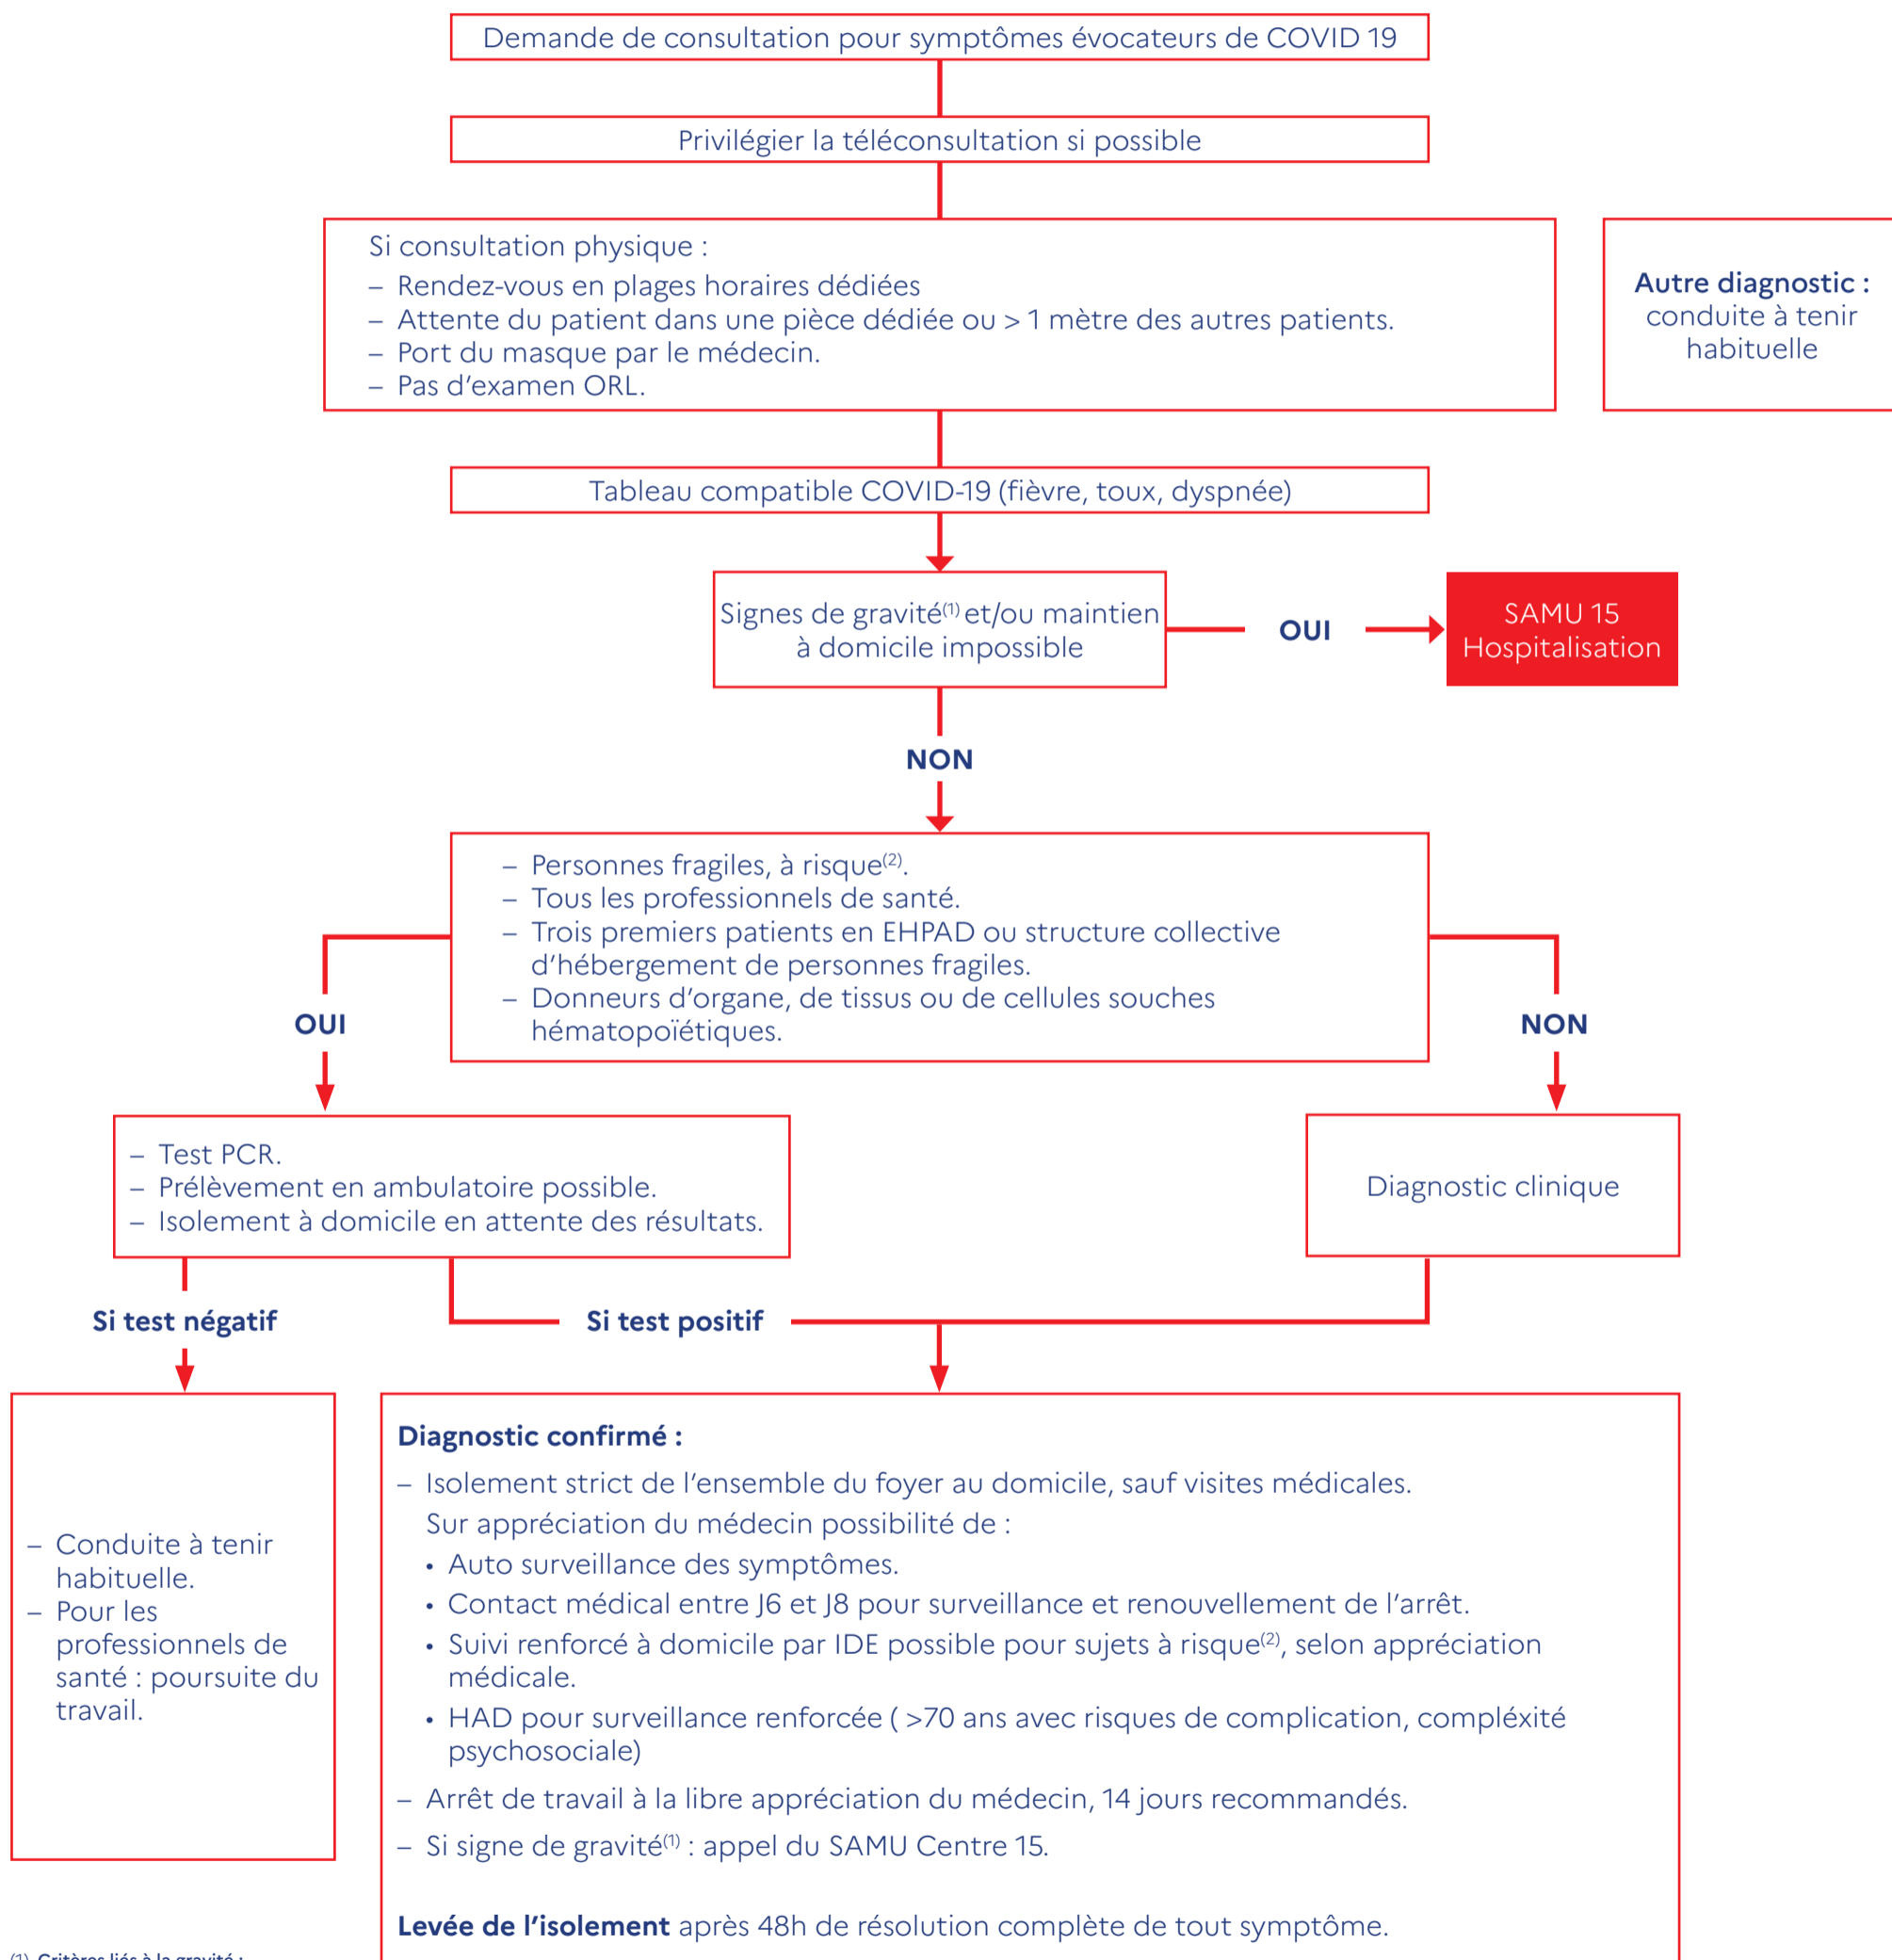 Demande de consultation pour symptômes évocateurs de COVID 19
Privilégier la téléconsultation si possible
Si consultation physique :
– Rendez-vous en plages horaires dédiées
– Attente du patient dans une pièce dédiée ou > 1 mètre des autres patients.
– Port du masque par le médecin.
– Pas d’examen ORL.
Autre diagnostic :
conduite à tenir
habituelle
Tableau compatible COVID-19 (fièvre, toux, dyspnée)
Signes de gravité(1) et/ou maintien
à domicile impossible
OUI
SAMU 15
Hospitalisation
NON
– Personnes fragiles, à risque(2).
– Tous les professionnels de santé.
– Trois premiers patients en EHPAD ou structure collective
d’hébergement de personnes fragiles.
– Donneurs d’organe, de tissus ou de cellules souches
hématopoïétiques.
OUI
NON
– Test PCR.
– Prélèvement en ambulatoire possible.
– Isolement à domicile en attente des résultats.
Diagnostic clinique
Si test négatif
Si test positif
– Conduite à tenir
habituelle.
– Pour les
professionnels de
santé : poursuite du
travail.
Diagnostic confirmé :
– Isolement strict de l’ensemble du foyer au domicile, sauf visites médicales.
Sur appréciation du médecin possibilité de :
• Auto surveillance des symptômes.
• Contact médical entre J6 et J8 pour surveillance et renouvellement de l’arrêt.
• Suivi renforcé à domicile par IDE possible pour sujets à risque(2), selon appréciation
médicale.
• HAD pour surveillance renforcée ( >70 ans avec risques de complication, compléxité
psychosociale)
– Arrêt de travail à la libre appréciation du médecin, 14 jours recommandés.
– Si signe de gravité(1) : appel du SAMU Centre 15.
Levée de l’isolement après 48h de résolution complète de tout symptôme.
(1) Critères liés à la gravité :